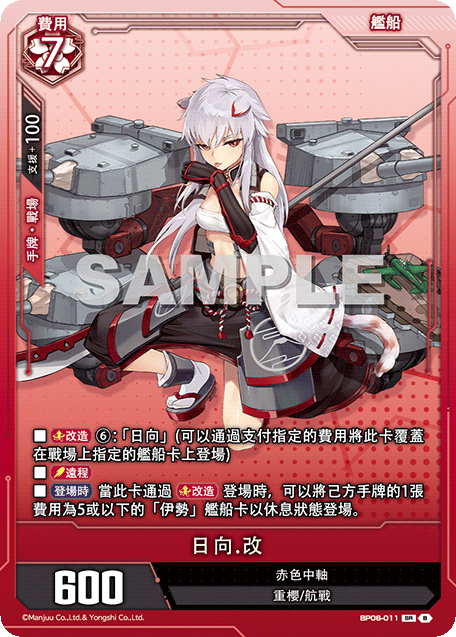 費用
7
艦船
支援+100
手牌・戰場
SAMPLE
■ 改造 ⑥:「日向」(可以通過支付指定的費用將此卡覆蓋
在戰場上指定的艦船卡上登場)
■ 遠程
■ 登場時 當此卡通過 改造 登場時，可以將己方手牌的1張
費用為5或以下的「伊勢」艦船卡以休息狀態登場。
日向.改
600
赤色中軸
重櫻/航戰
©Manjuu Co.,Ltd. & Yongshi Co.,Ltd.
BP06-011 SR B